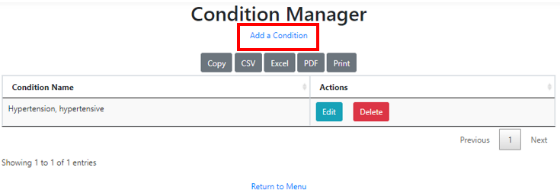 Condition Manager
Add a Condition
Copy CSV Excel PDF Print
Condition Name Actions
Hypertension, hypertensive Edit Delete
Previous 1 Next
Showing 1 to 1 of 1 entries
Return to Menu